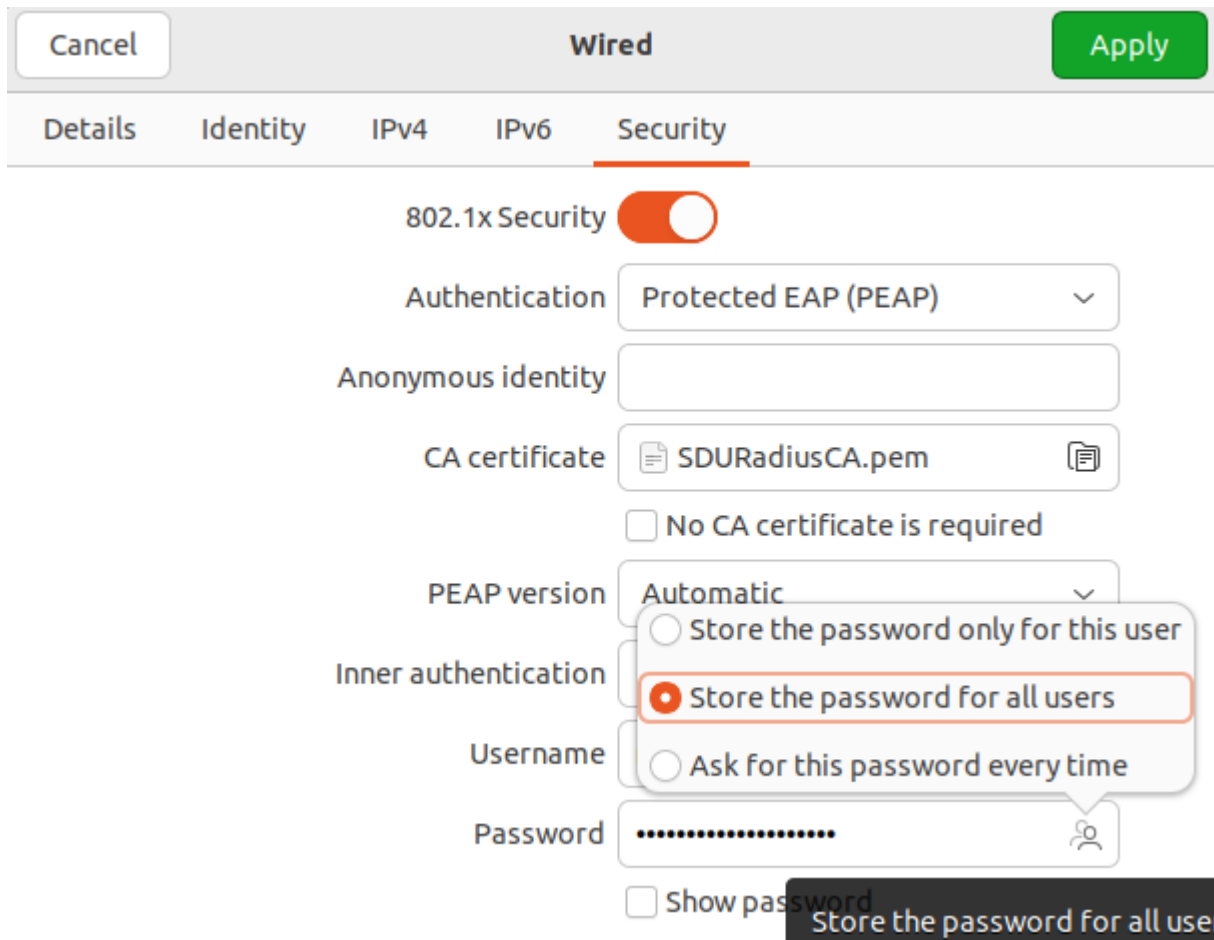 Cancel Wired Apply
Details Identity IPv4 IPv6 Security
802.1x Security
Authentication Protected EAP (PEAP)
Anonymous identity
CA certificate SDURadiusCA.pem
No CA certificate is required
PEAP version Automatic
Store the password only for this user
Inner authentication
Store the password for all users
Username
Ask for this password every time
Password ••••••••••••••••••••
Show password
Store the password for all use